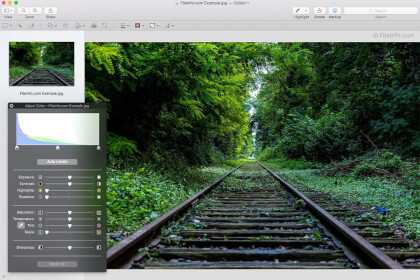 FileInfo.com Example.jpg — Edited
View
Zoom
Share
Highlight
Rotate
Markup
Search
© FileInfo.com
FileInfo.com Example.jpg
Adjust Color - FileInfo.com Example.jpg
Auto Levels
Exposure:
Contrast:
Highlights:
Shadows:
Saturation:
Temperature:
Tint:
Sepia:
Sharpness:
Reset All